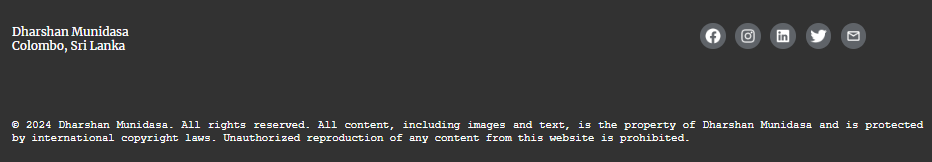 Dharshan Munidasa
Colombo, Sri Lanka
© 2024 Dharshan Munidasa. All rights reserved. All content, including images and text, is the property of Dharshan Munidasa and is protected
by international copyright laws. Unauthorized reproduction of any content from this website is prohibited.